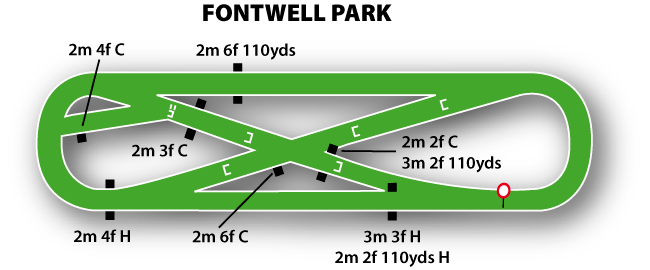 FONTWELL PARK
2m 4f C
2m 6f 110yds
2m 3f C
2m 2f C
3m 2f 110yds
2m 4f H
2m 6f C
3m 3f H
2m 2f 110yds H